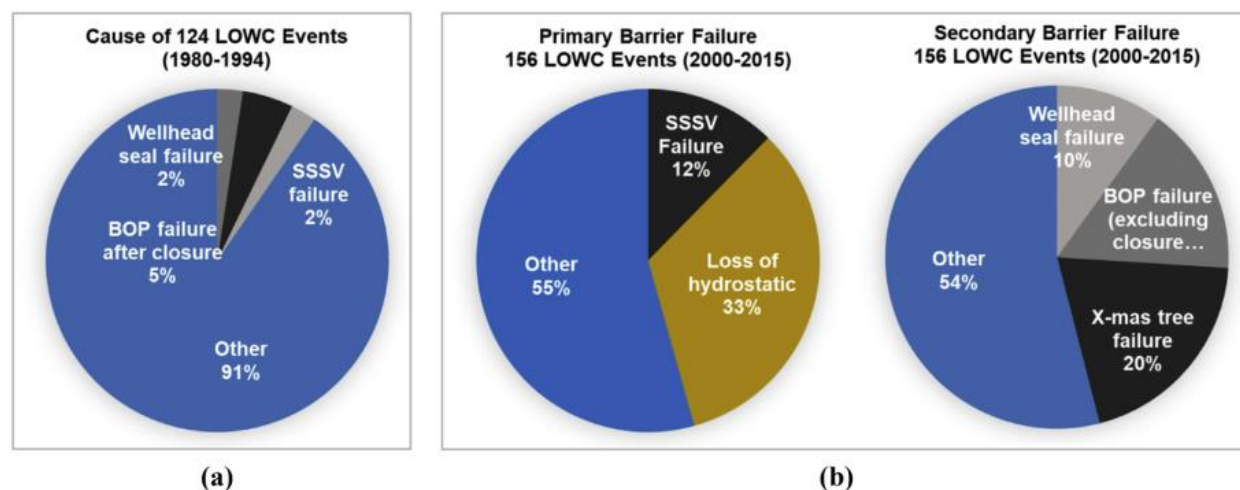 Cause of 124 LOWC Events
(1980-1994)
Wellhead
seal failure
2%
SSSV
failure
2%
BOP failure
after closure
5%
Other
91%
(a)
Primary Barrier Failure
156 LOWC Events (2000-2015)
SSSV
Failure
12%
Other
55%
Loss of
hydrostatic
33%
Secondary Barrier Failure
156 LOWC Events (2000-2015)
Wellhead
seal failure
10%
BOP failure
(excluding
closure…
Other
54%
X-mas tree
failure
20%
(b)